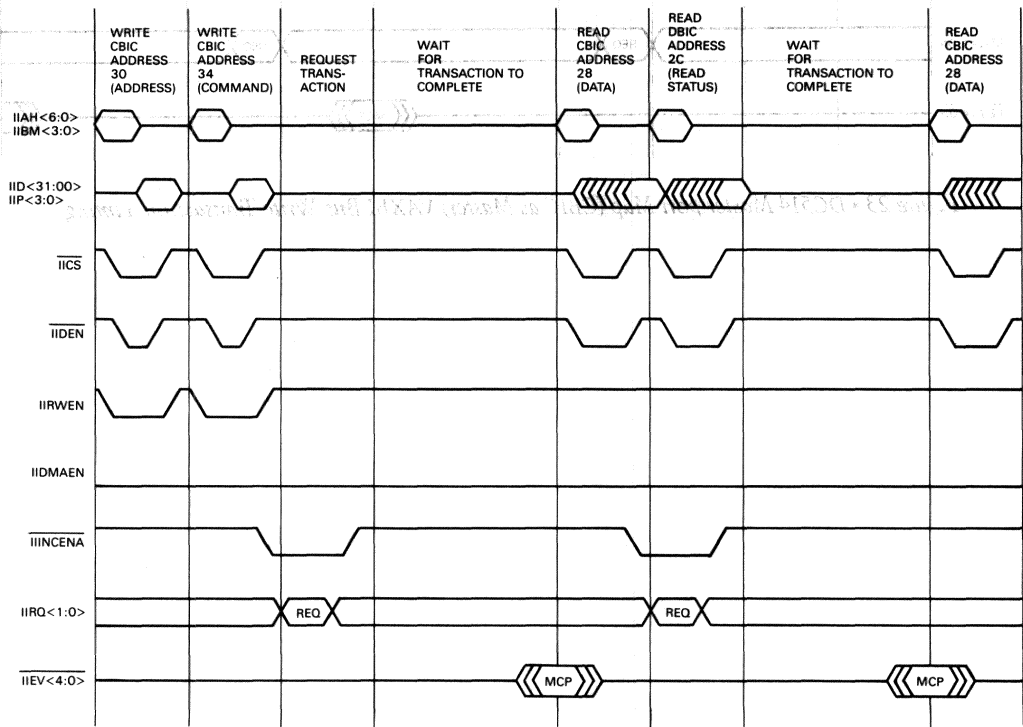 WRITE
CBIC
ADDRESS
30
(ADDRESS)
WRITE
CBIC
ADDRESS
34
(COMMAND)
REQUEST
TRANS-
ACTION
WAIT
FOR
TRANSACTION TO
COMPLETE
READ
CBIC
ADDRESS
28
(DATA)
READ
DBIC
ADDRESS
2C
(READ
STATUS)
WAIT
FOR
TRANSACTION TO
COMPLETE
READ
CBIC
ADDRESS
28
(DATA)
IIAH<6:0>
IIBM<3:0>
IID<31:00>
IIP<3:0>
IICS
IIDEN
IIRWEN
IIDMAEN
IIINCENA
IIRQ<1:0>
REQ
REQ
IIEV<4:0>
MCP
MCP